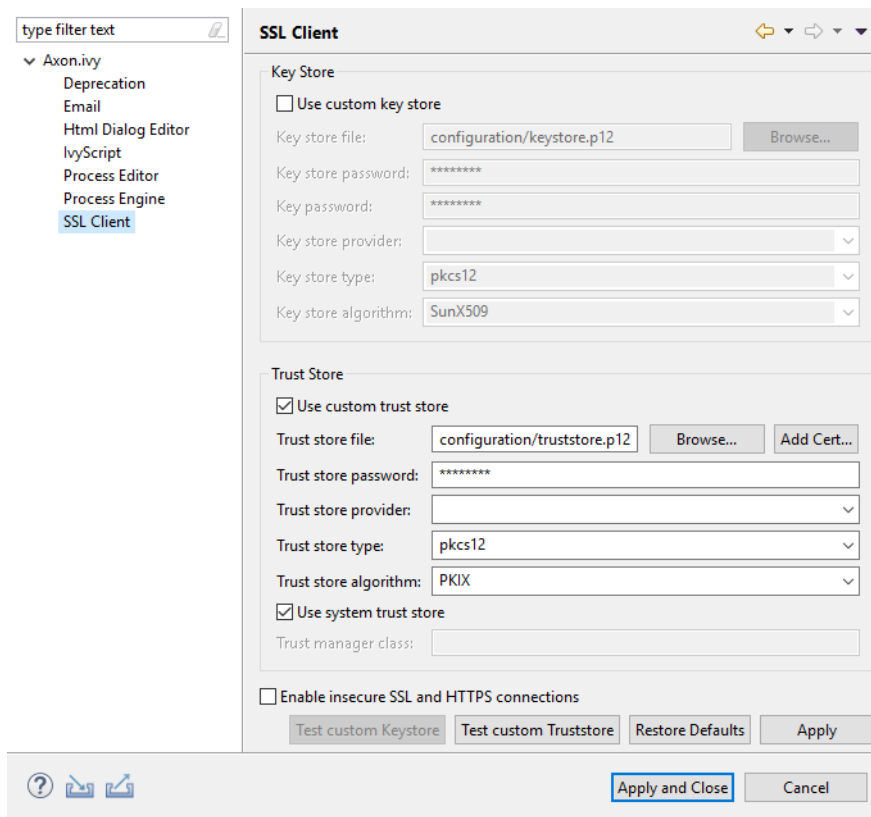 type filter text
Axon.ivy
Deprecation
Email
Html Dialog Editor
IvyScript
Process Editor
Process Engine
SSL Client
SSL Client
Key Store
Use custom key store
Key store file: configuration/keystore.p12 Browse...
Key store password: ********
Key password: ********
Key store provider:
Key store type: pkcs12
Key store algorithm: SunX509
Trust Store
Use custom trust store
Trust store file: configuration/truststore.p12 Browse... Add Cert...
Trust store password: ********
Trust store provider:
Trust store type: pkcs12
Trust store algorithm: PKIX
Use system trust store
Trust manager class:
Enable insecure SSL and HTTPS connections
Test custom Keystore Test custom Truststore Restore Defaults Apply
? Apply and Close Cancel